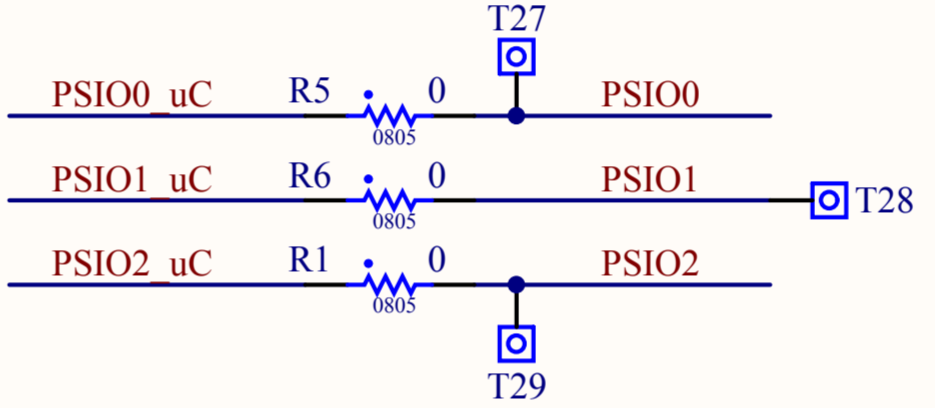 T27
PSIO0_uC R5 0 PSIO0
0805
PSIO1_uC R6 0 PSIO1 T28
0805
PSIO2_uC R1 0 PSIO2
0805
T29